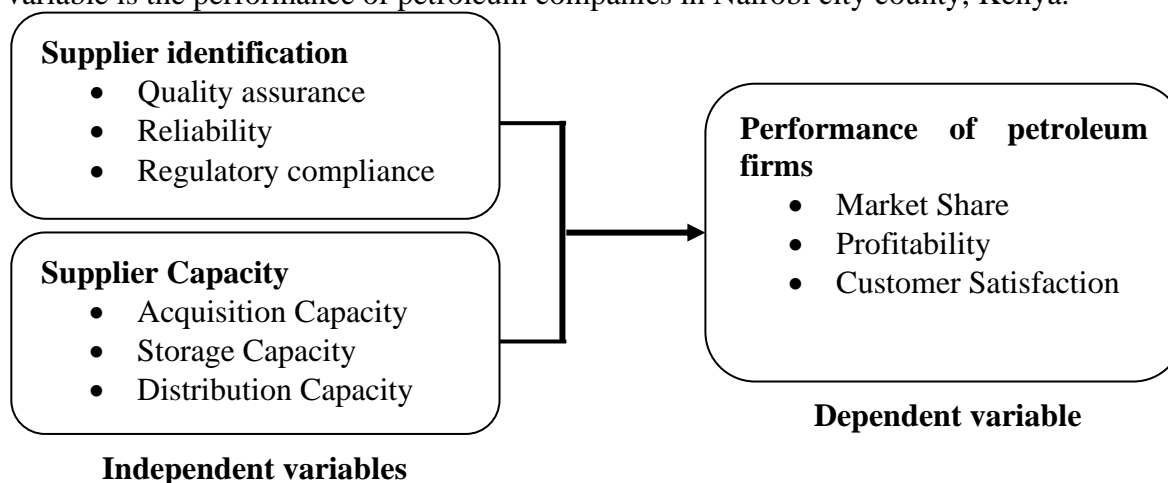 variable is the performance of petroleum companies in Nairobi city county, Kenya.
Supplier identification
• Quality assurance
• Reliability
• Regulatory compliance
Supplier Capacity
• Acquisition Capacity
• Storage Capacity
• Distribution Capacity
Independent variables
Performance of petroleum
firms
• Market Share
• Profitability
• Customer Satisfaction
Dependent variable